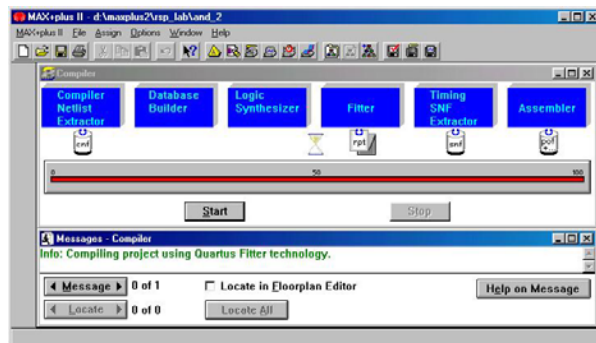 MAX+plus II - d:\maxplus2\rsp_lab\and_2
MAX+plus II File Assign Options Window Help
Compiler
Compiler Netlist Extractor
Database Builder
Logic Synthesizer
Fitter
Timing SNF Extractor
Assembler
cnf
rpt
snf
pof
0 50 100
Start Stop
Messages - Compiler
Info: Compiling project using Quartus Fitter technology.
Message 0 of 1 Locate in Floorplan Editor Help on Message
Locate 0 of 0 Locate All